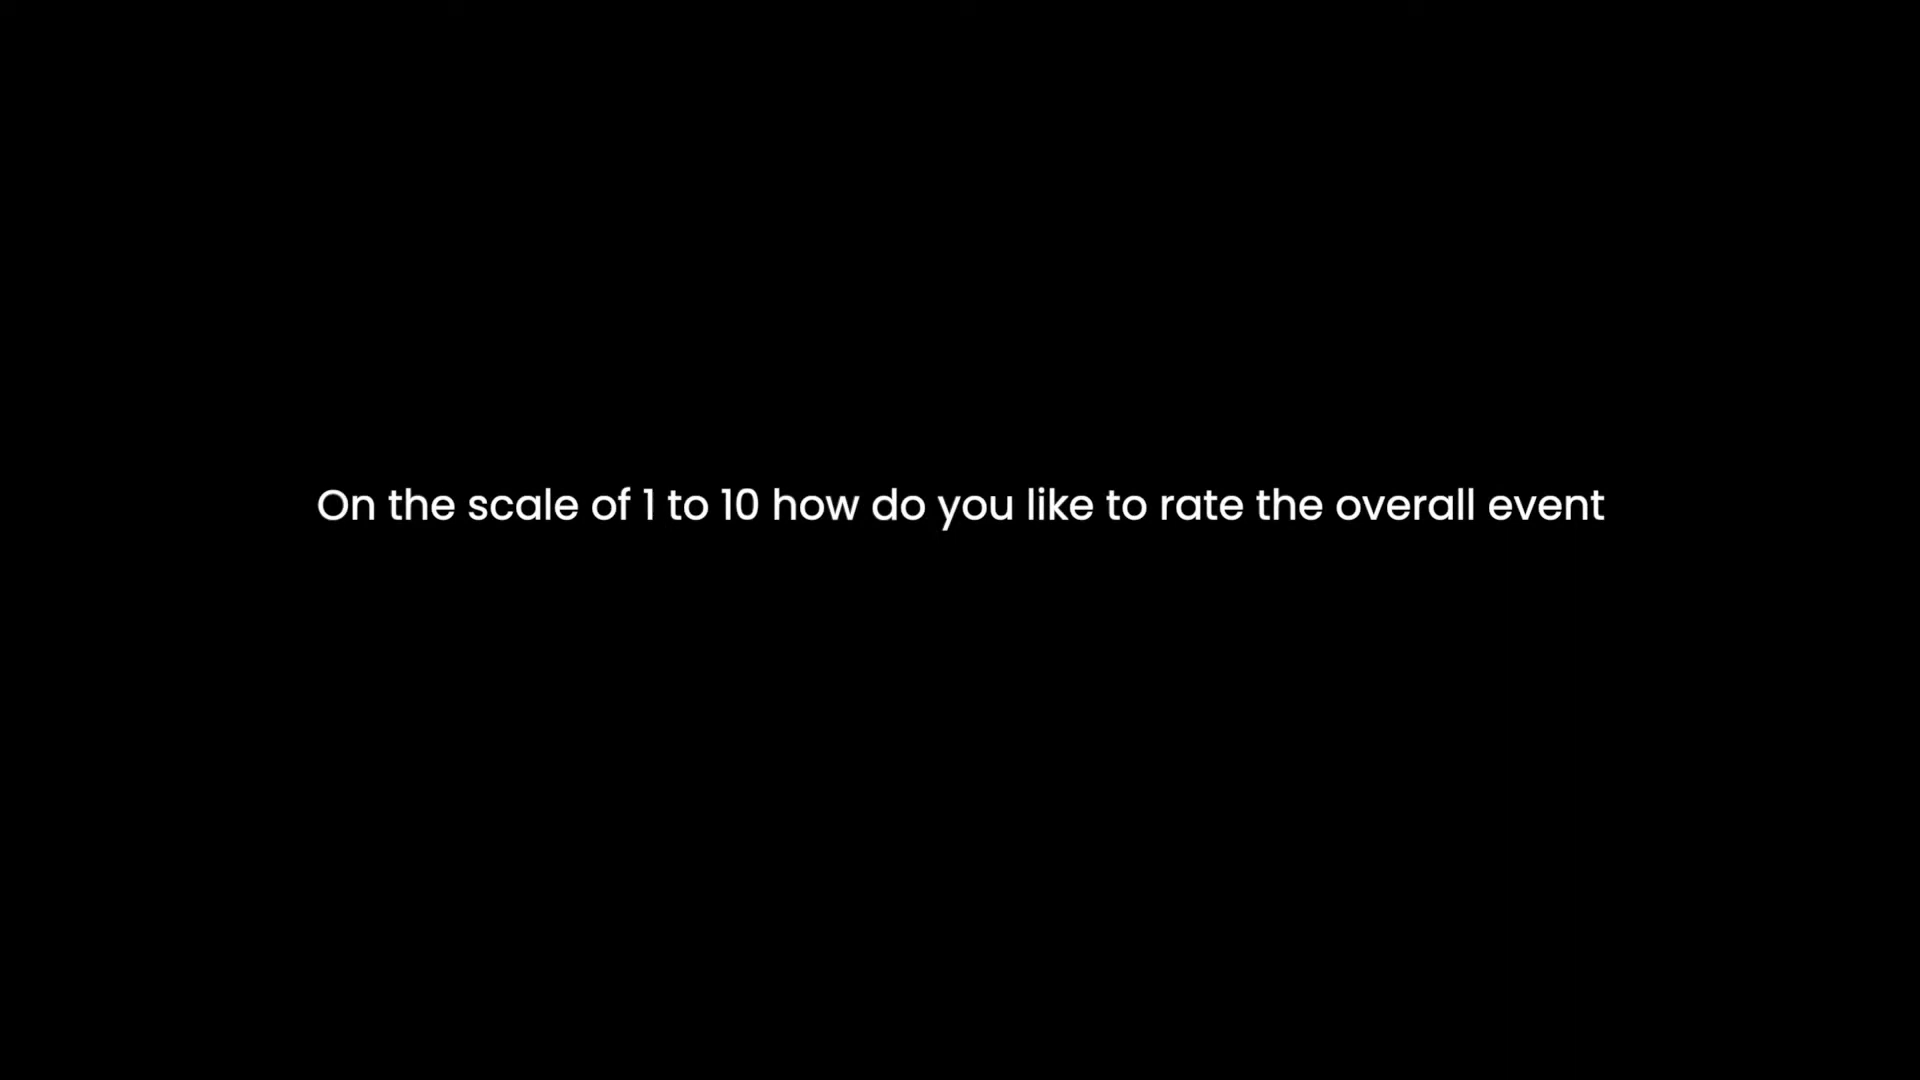 On the scale of 1 to 10 how do you like to rate the overall event